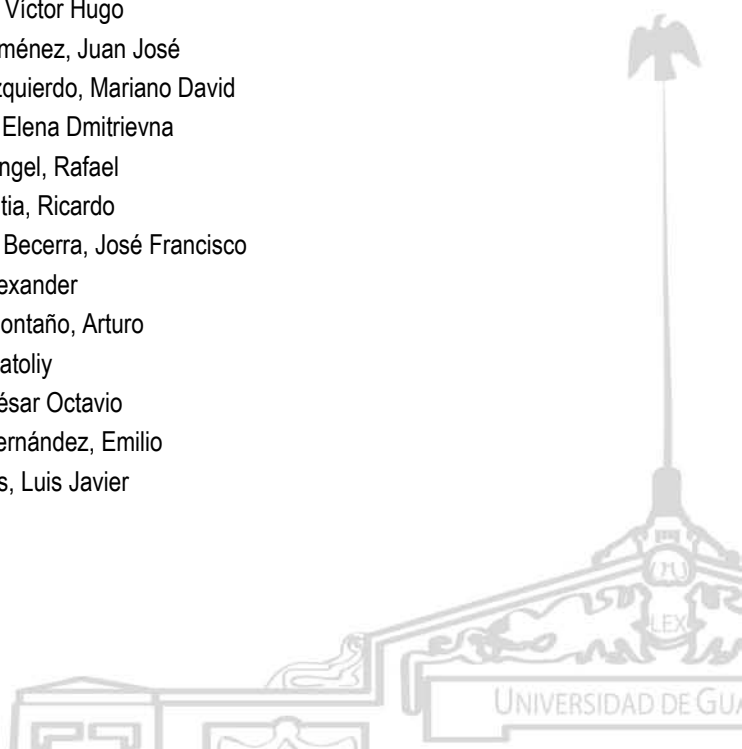 Víctor Hugo
ménez, Juan José
zquierdo, Mariano David
Elena Dmitrievna
ngel, Rafael
tia, Ricardo
Becerra, José Francisco
exander
ontaño, Arturo
atoliy
ésar Octavio
ernández, Emilio
s, Luis Javier
LEX
UNIVERSIDAD DE GUA